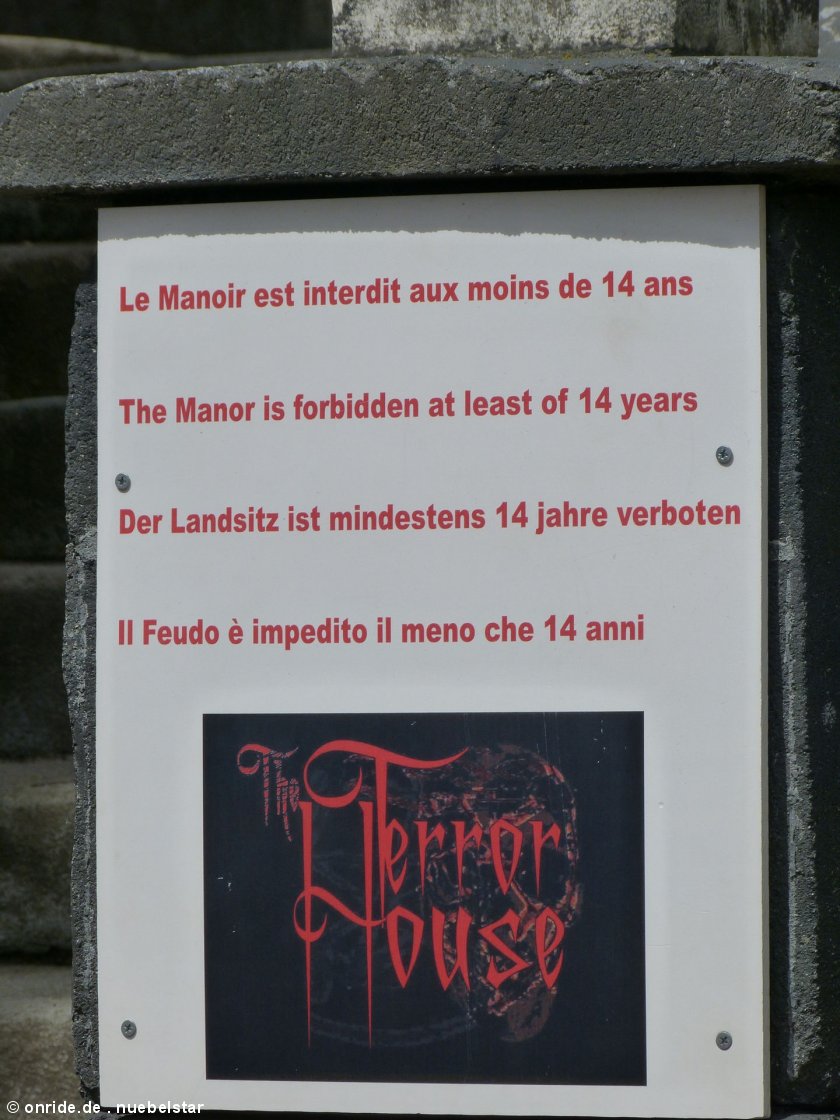 Le Manoir est interdit aux moins de 14 ans
The Manor is forbidden at least of 14 years
Der Landsitz ist mindestens 14 jahre verboten
Il Feudo è impedito il meno che 14 anni
The
Terror
House
© onride.de . nuebelstar